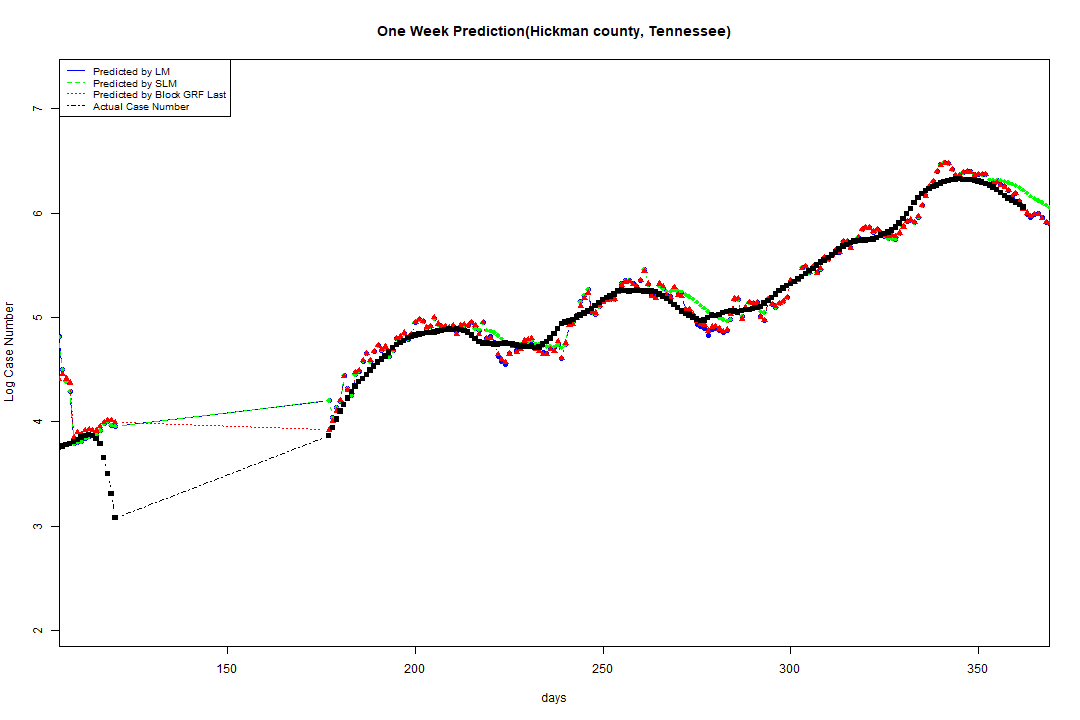 One Week Prediction(Hickman county, Tennessee)
Predicted by LM
Predicted by SLM
Predicted by Block GRF Last
Actual Case Number
7
6
5
4
3
2
Log Case Number
150 200 250 300 350
days